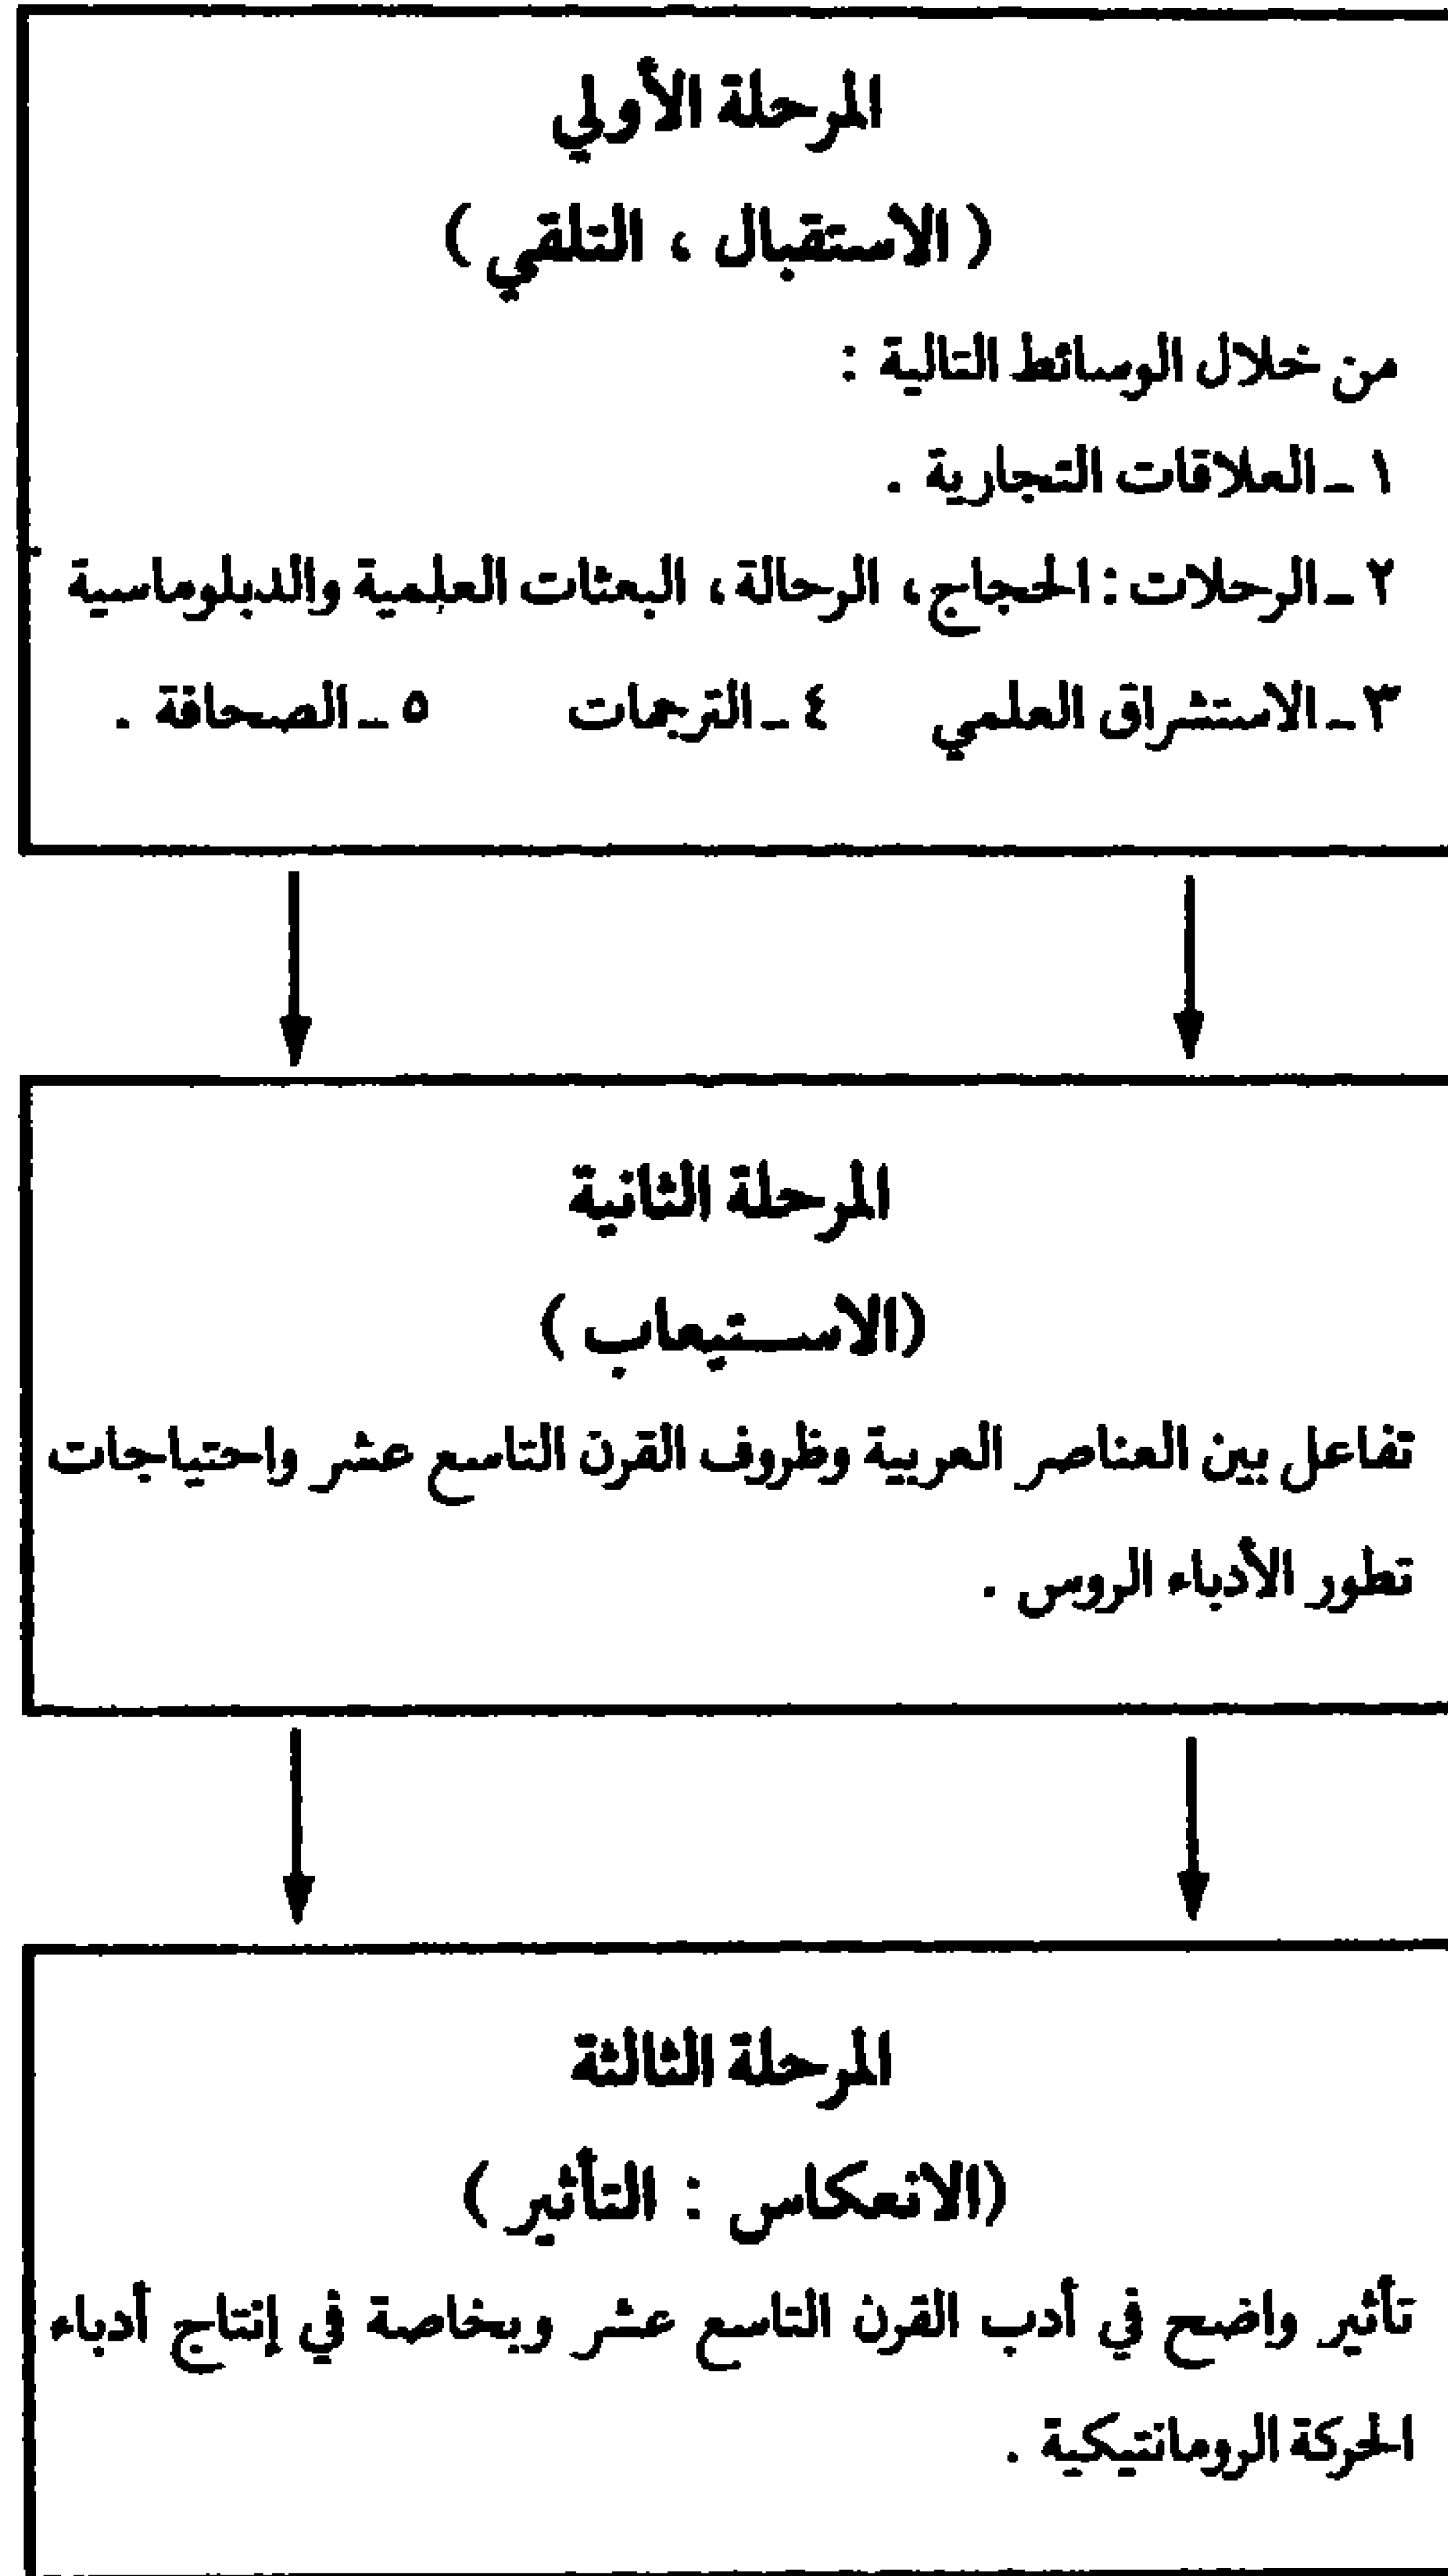 المرحلة الأولي
( الاستقبال ، التلقي )
من خلال الوسائط التالية :
١ ـ العلاقات التجارية .
٢ ـ الرحلات : الحجاج ، الرحالة ، البعثات العلمية والدبلوماسية
٣ ـ الاستشراق العلمي ٤ ـ الترجمات ٥ ـ الصحافة .
المرحلة الثانية
(الاستيعاب )
تفاعل بين العناصر العربية وظروف القرن التاسع عشر واحتياجات
تطور الأدباء الروس .
المرحلة الثالثة
(الانعكاس : التأثير )
تأثير واضح في أدب القرن التاسع عشر وبخاصة في إنتاج أدباء
الحركة الرومانتيكية .